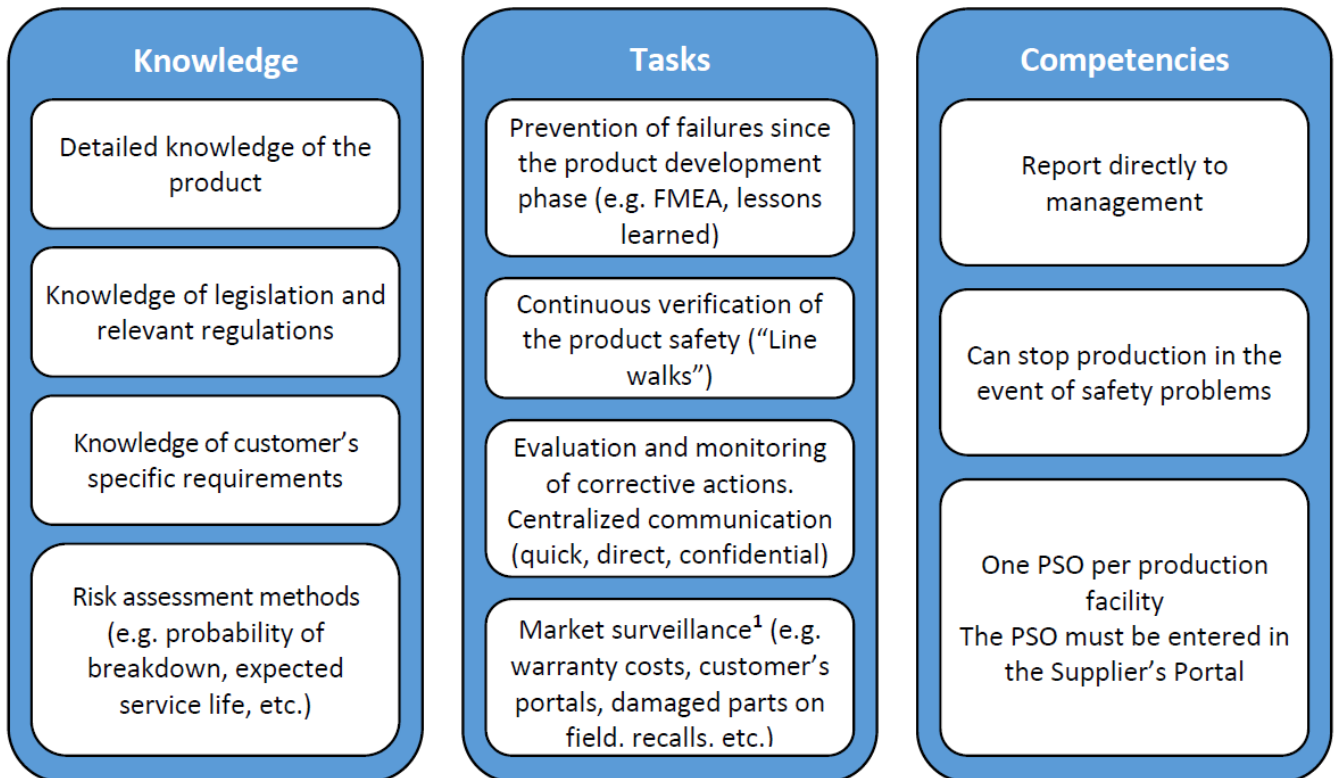 Knowledge
Detailed knowledge of the
product
Knowledge of legislation and
relevant regulations
Knowledge of customer’s
specific requirements
Risk assessment methods
(e.g. probability of
breakdown, expected
service life, etc.)
Tasks
Prevention of failures since
the product development
phase (e.g. FMEA, lessons
learned)
Continuous verification of
the product safety (“Line
walks”)
Evaluation and monitoring
of corrective actions.
Centralized communication
(quick, direct, confidential)
Market surveillance¹ (e.g.
warranty costs, customer’s
portals, damaged parts on
field, recalls, etc.)
Competencies
Report directly to
management
Can stop production in the
event of safety problems
One PSO per production
facility
The PSO must be entered in
the Supplier’s Portal